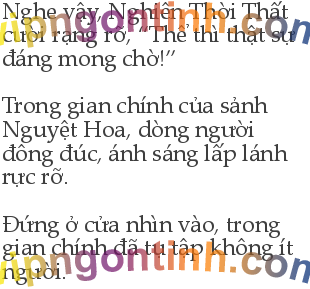 Nghe vậy, Nghiên Thời Thất
cười rạng rỡ, “Thế thì thật sự
đáng mong chờ!”
Trong gian chính của sảnh
Nguyệt Hoa, dòng người
đông đúc, ánh sáng lấp lánh
rực rỡ.
Đứng ở cửa nhìn vào, trong
gian chính đã tụ tập không ít
người.